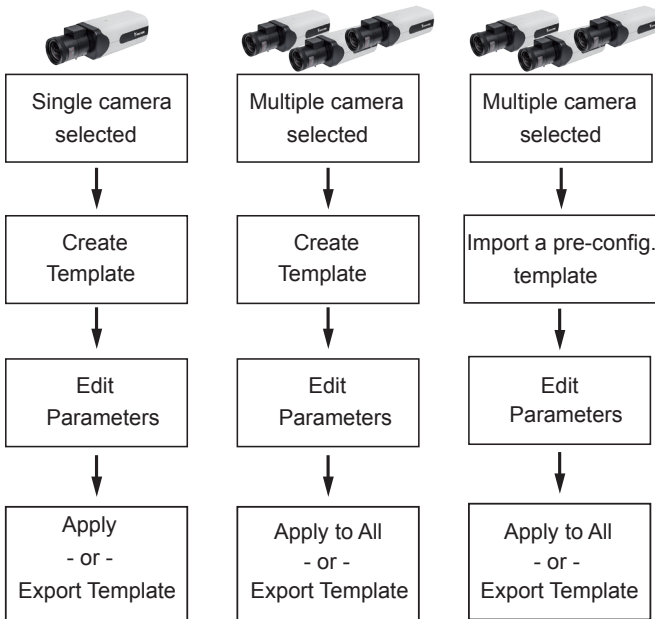 Single camera
selected
Create
Template
Edit
Parameters
Apply
- or -
Export Template
Multiple camera
selected
Create
Template
Edit
Parameters
Apply to All
- or -
Export Template
Multiple camera
selected
Import a pre-config.
template
Edit
Parameters
Apply to All
- or -
Export Template